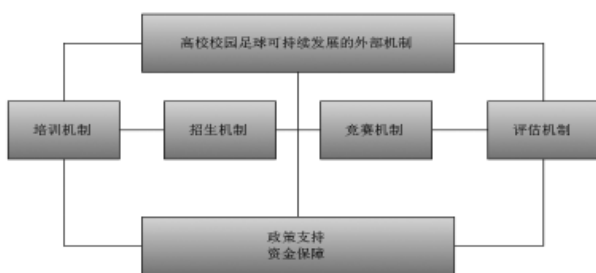 高校校园足球可持续发展的外部机制
培训机制
招生机制
竞赛机制
评估机制
政策支持
资金保障